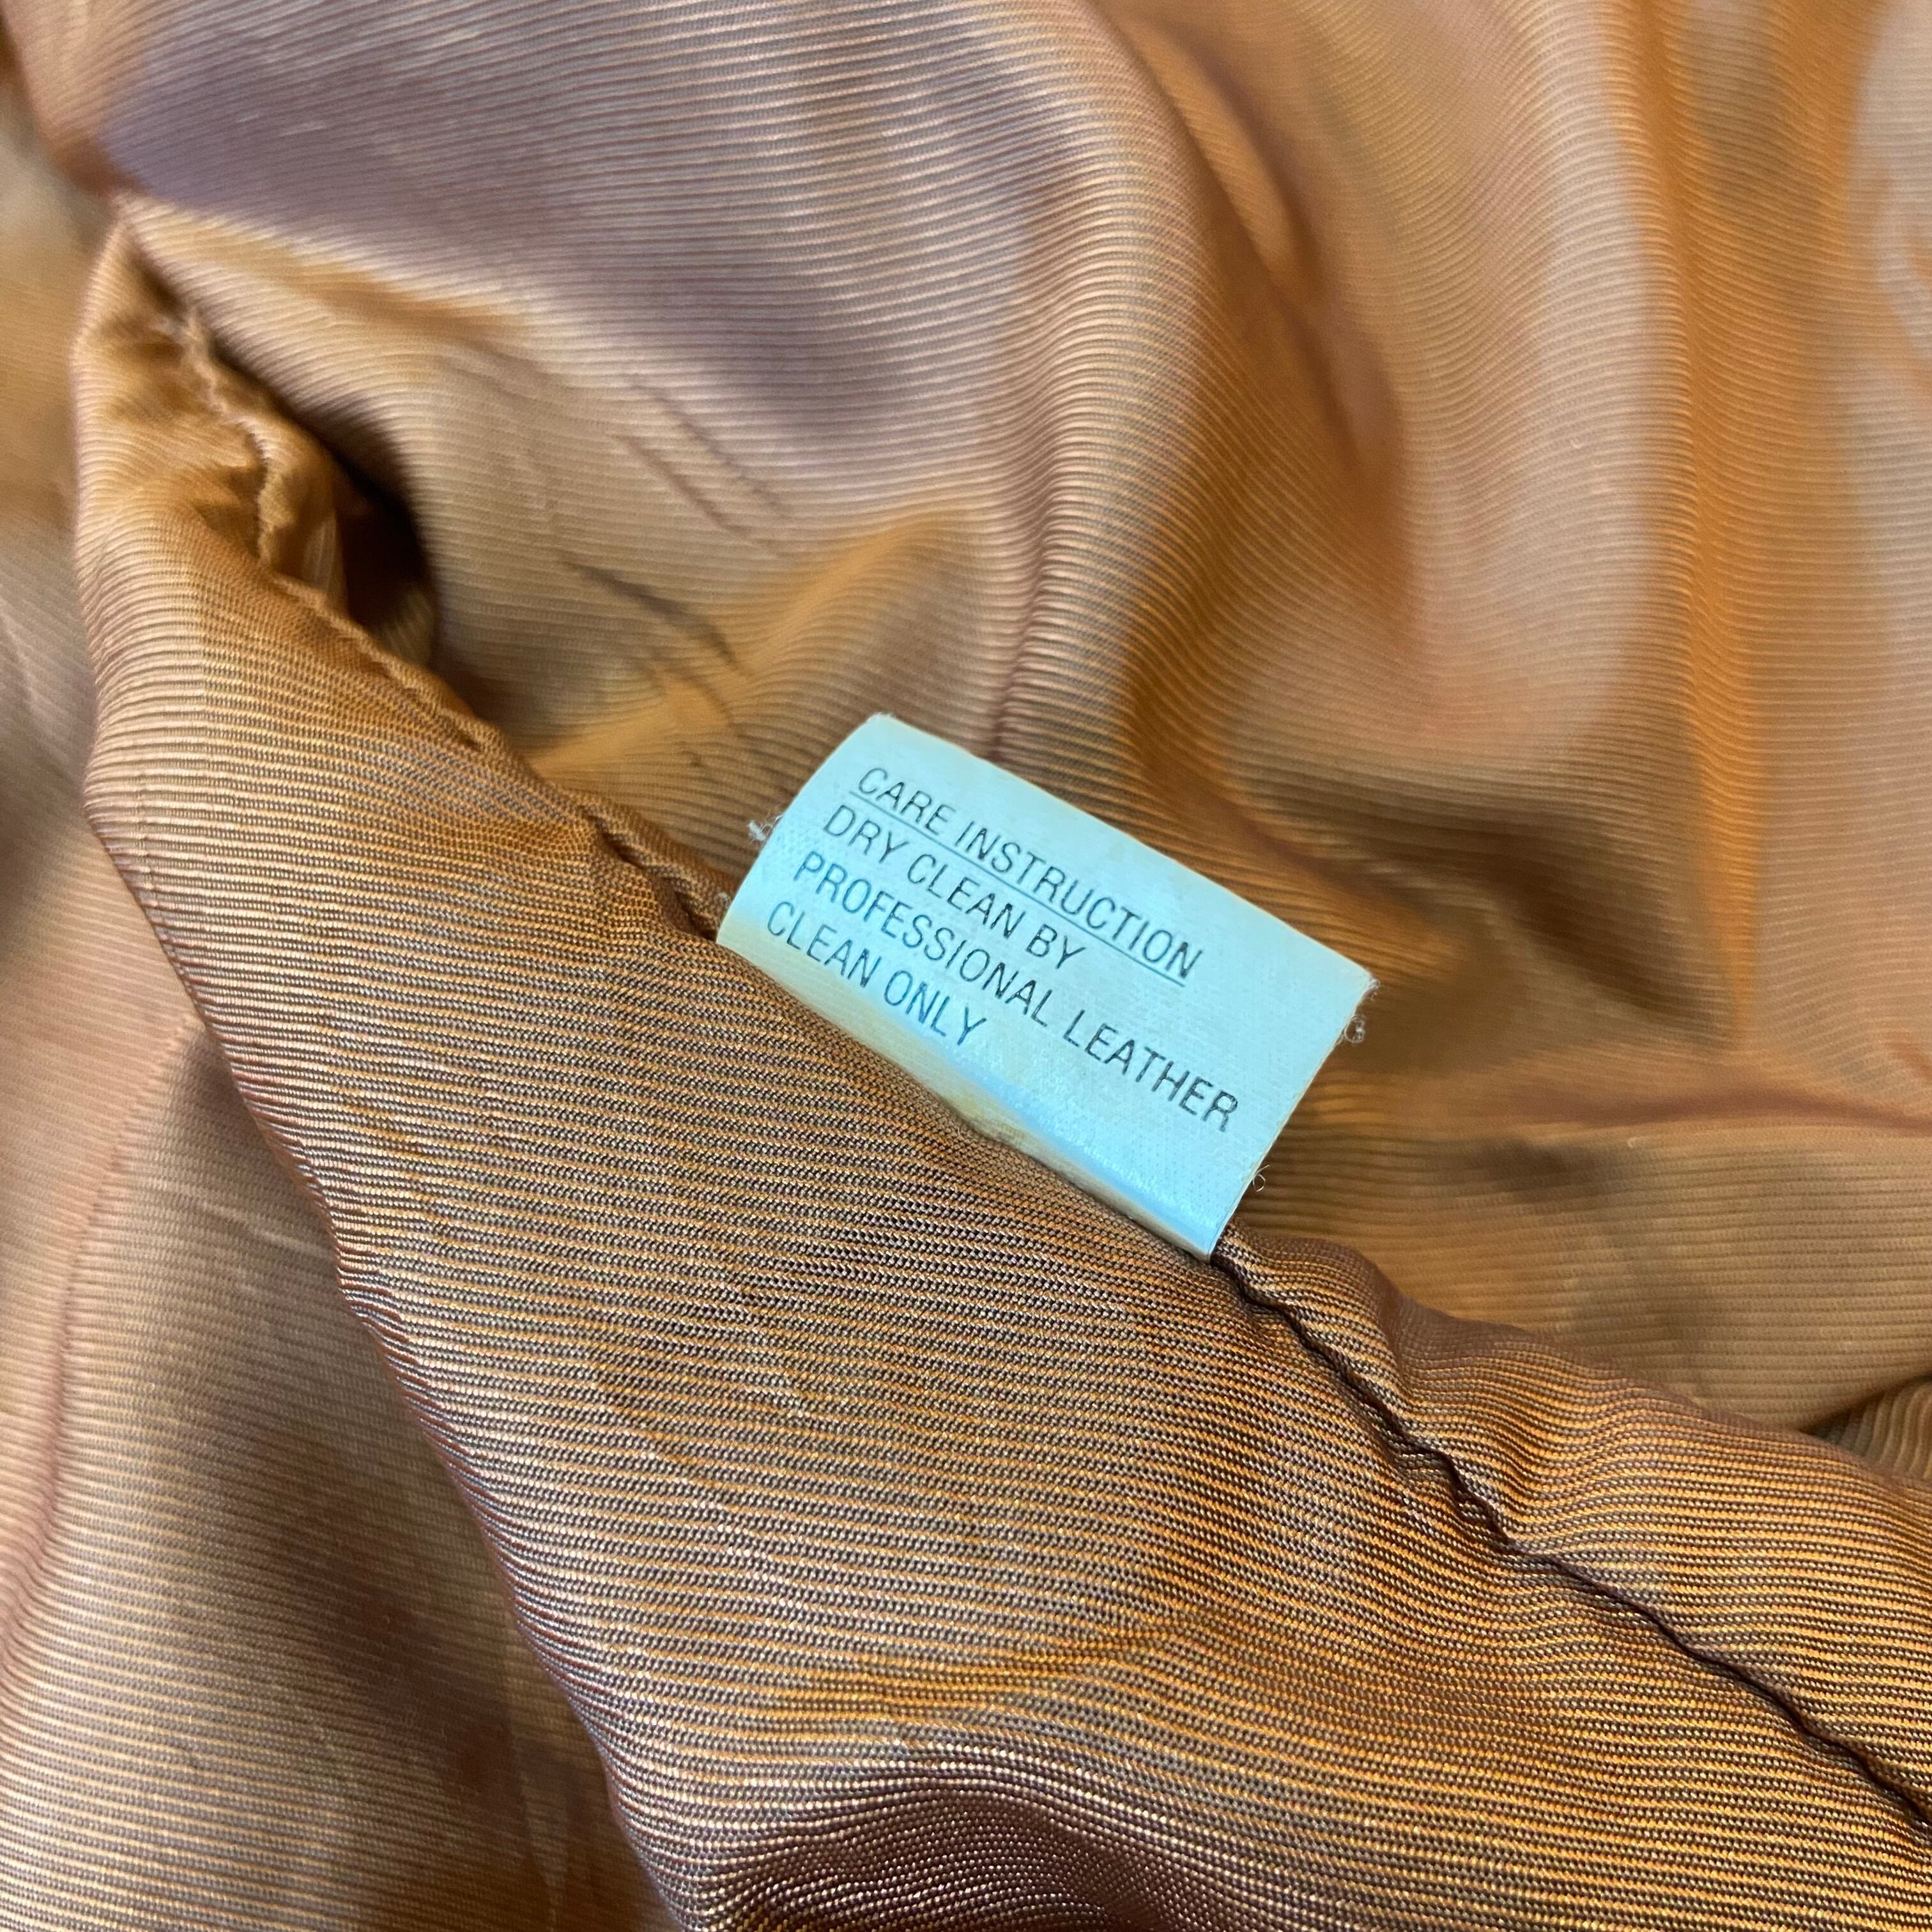 CARE INSTRUCTION
DRY CLEAN BY
PROFESSIONAL LEATHER
CLEAN ONLY